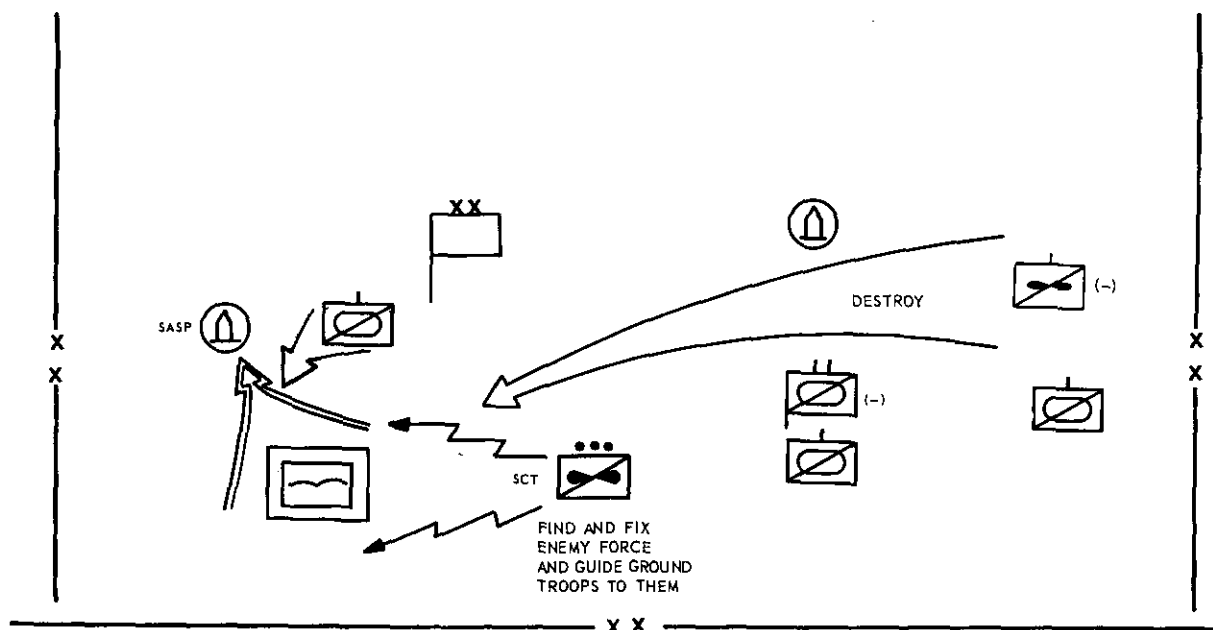 XX
SASP
DESTROY
(-)
(-)
X
X
X
X
SCT
FIND AND FIX
ENEMY FORCE
AND GUIDE GROUND
TROOPS TO THEM
X X